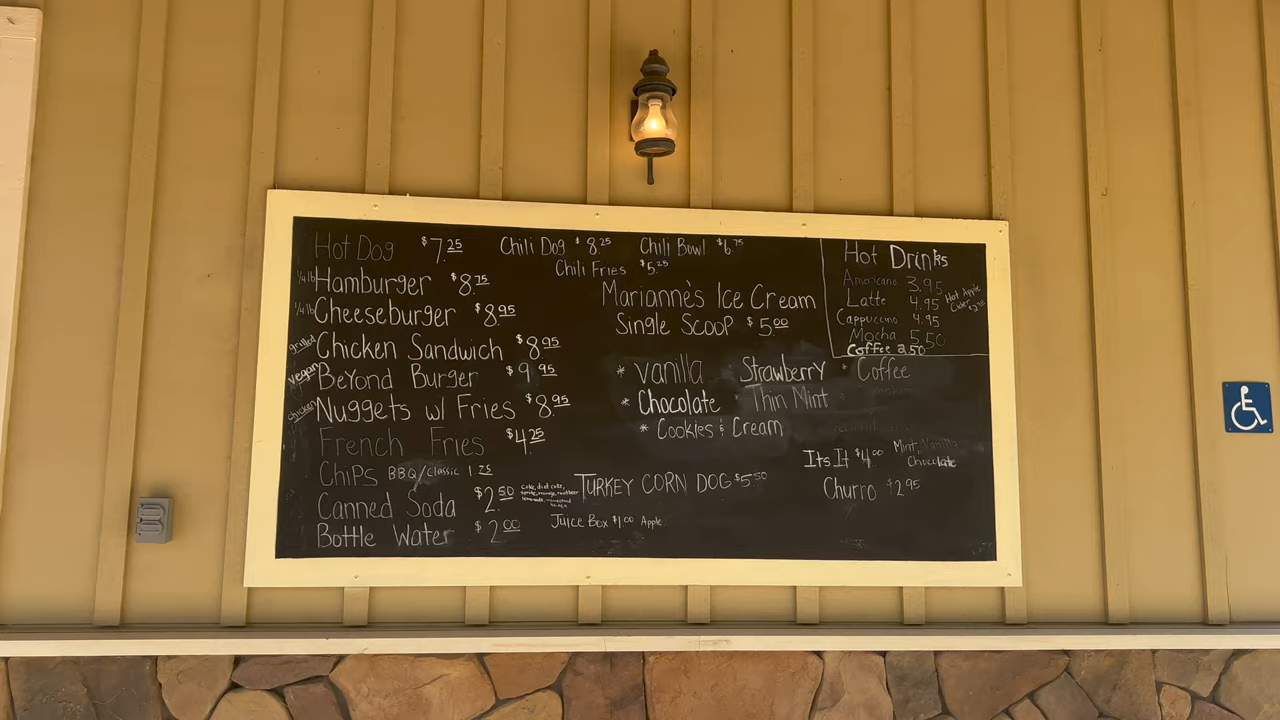 Hot Dog $7.25
Chili Dog $8.25
Chili Bowl $6.75
Chili Fries $5.25
1/4 lb Hamburger $8.75
1/4 lb Cheeseburger $8.95
grilled Chicken Sandwich $8.95
vegan Beyond Burger $9.95
chicken Nuggets w/ Fries $8.95
French Fries $4.25
Chips BBQ/Classic 1.25
Canned Soda $2.50
Bottle Water $2.00
Marianne's Ice Cream
Single Scoop $5.00
* Vanilla Strawberry * Coffee
* Chocolate Thin Mint
* Cookies & Cream
TURKEY CORN DOG $5.50
Juice Box $1.00 Apple
Hot Drinks
Americano 3.95
Latte 4.95
Cappuccino 4.95
Mocha 5.50
Coffee 2.50
Hot Apple
Its It $4.00 Mint, Vanilla
Chocolate
Churro $2.95